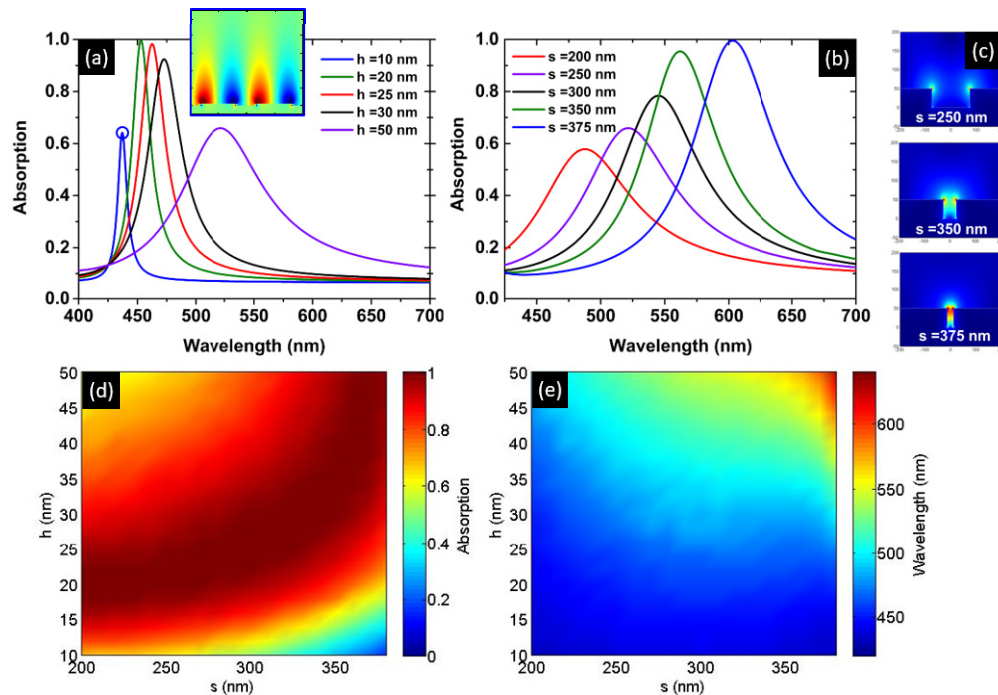 (a)
h =10 nm
h =20 nm
h =25 nm
h =30 nm
h =50 nm
Absorption
1.0
0.8
0.6
0.4
0.2
0.0
400 450 500 550 600 650 700
Wavelength (nm)
(b)
s =200 nm
s =250 nm
s =300 nm
s =350 nm
s =375 nm
Absorption
1.0
0.8
0.6
0.4
0.2
0.0
450 500 550 600 650 700
Wavelength (nm)
(c)
s =250 nm
s =350 nm
s =375 nm
(d)
h (nm)
50
45
40
35
30
25
20
15
10
200 250 300 350
s (nm)
1
0.8
0.6
0.4
0.2
0
Absorption
(e)
h (nm)
50
45
40
35
30
25
20
15
10
200 250 300 350
s (nm)
600
550
500
450
Wavelength (nm)